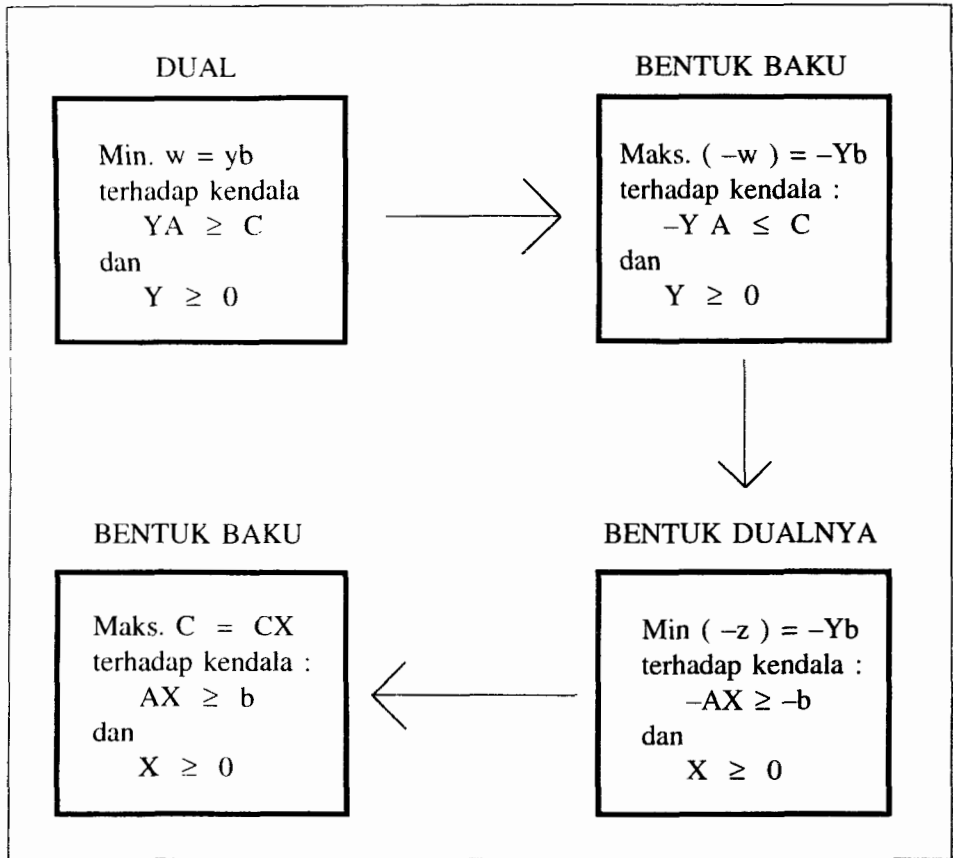 DUAL
Min. w = yb
terhadap kendala
YA ≥ C
dan
Y ≥ 0
BENTUK BAKU
Maks. ( –w ) = –Yb
terhadap kendala :
–Y A ≤ C
dan
Y ≥ 0
BENTUK BAKU
Maks. C = CX
terhadap kendala :
AX ≥ b
dan
X ≥ 0
BENTUK DUALNYA
Min ( –z ) = –Yb
terhadap kendala :
–AX ≥ –b
dan
X ≥ 0